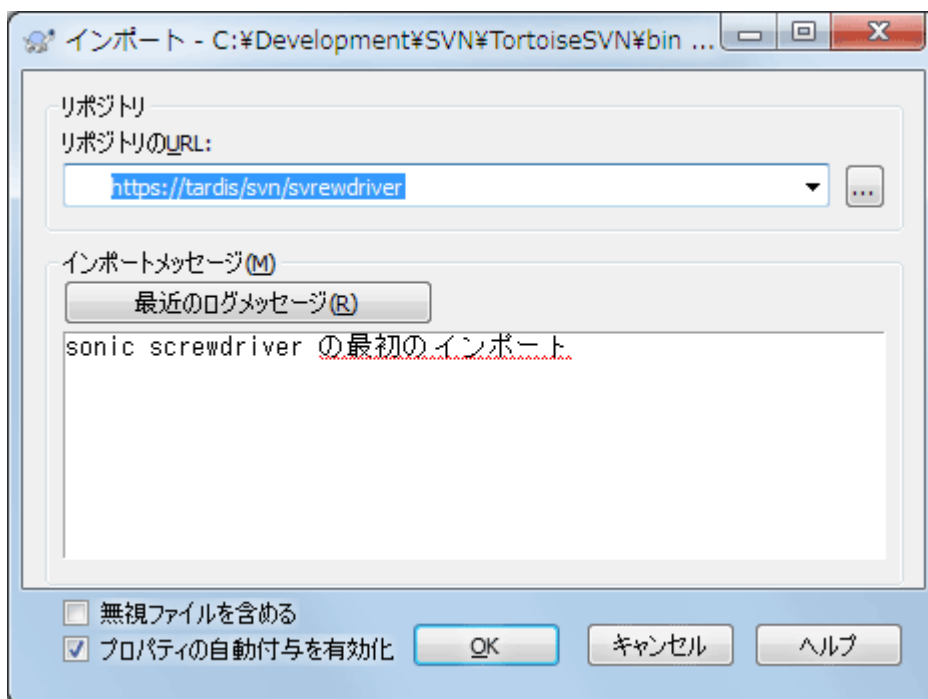 インポート - C:¥Development¥SVN¥TortoiseSVN¥bin ...
リポジトリ
リポジトリのURL:
https://tardis/svn/svrewdriver
...
インポートメッセージ(M)
最近のログメッセージ(R)
sonic screwdriver の最初のインポート
無視ファイルを含める
プロパティの自動付与を有効化
OK
キャンセル
ヘルプ